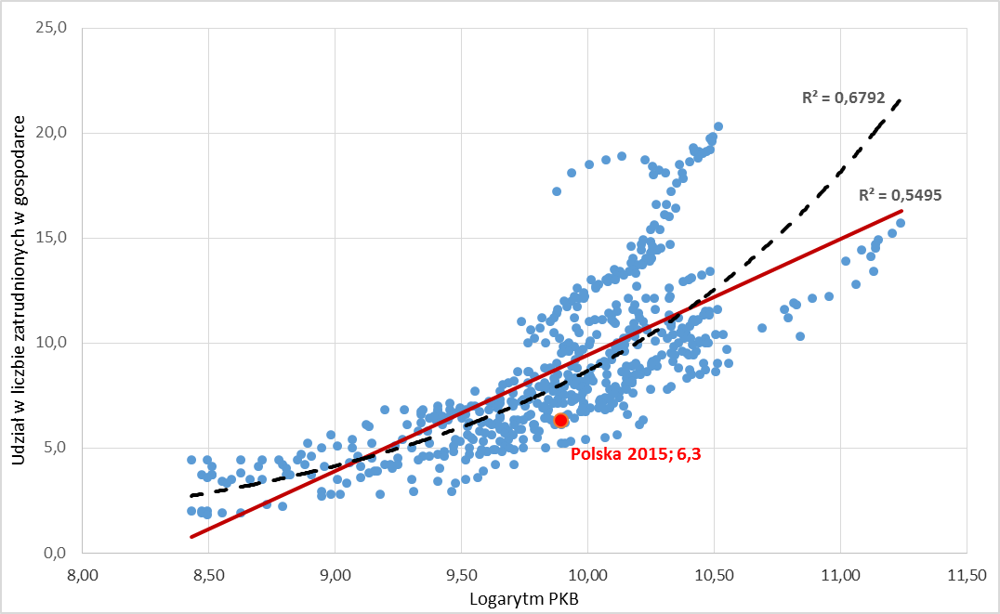 25,0
20,0
15,0
10,0
5,0
0,0
8,00 8,50 9,00 9,50 10,00 10,50 11,00 11,50
Udział w liczbie zatrudnionych w gospodarce
Logarytm PKB
R² = 0,6792
R² = 0,5495
Polska 2015; 6,3